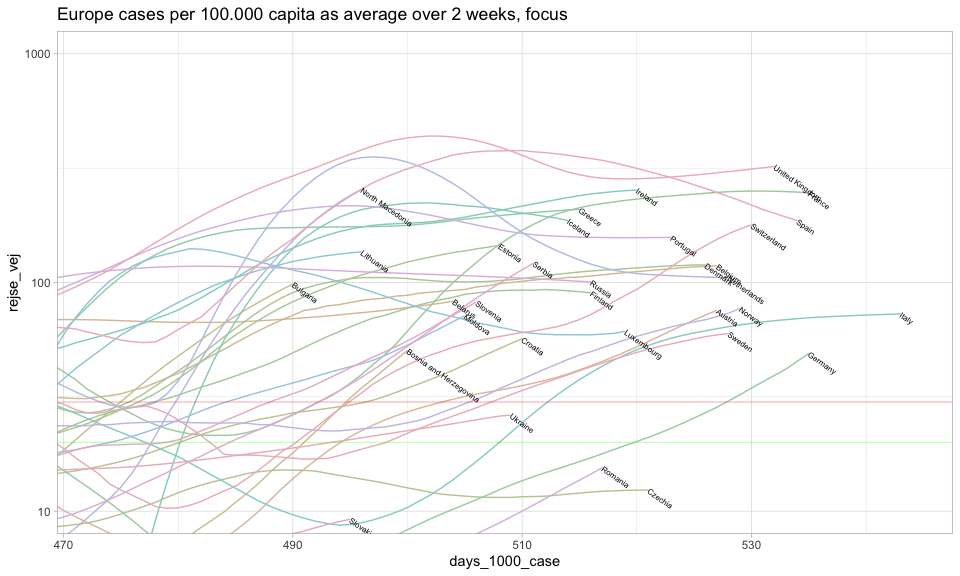 Europe cases per 100.000 capita as average over 2 weeks, focus
1000
rejse_vej
100
10
United Kingdom
France
North Macedonia
Ireland
Greece
Iceland
Spain
Switzerland
Portugal
Estonia
Lithuania
Serbia
Denmark
Netherlands
Bulgaria
Russia
Finland
Belarus
Slovenia
Moldova
Austria
Norway
Italy
Croatia
Luxembourg
Sweden
Bosnia and Herzegovina
Germany
Ukraine
Romania
Czechia
470
490
510
530
days_1000_case